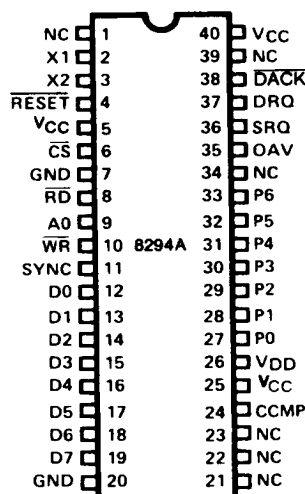 NC 1 40 VCC
X1 2 39 NC
X2 3 38 DACK
RESET 4 37 DRQ
VCC 5 36 SRQ
CS 6 35 OAV
GND 7 34 NC
RD 8 33 P6
A0 9 32 P5
WR 10 8294A 31 P4
SYNC 11 30 P3
D0 12 29 P2
D1 13 28 P1
D2 14 27 P0
D3 15 26 VDD
D4 16 25 VCC
D5 17 24 CCMP
D6 18 23 NC
D7 19 22 NC
GND 20 21 NC